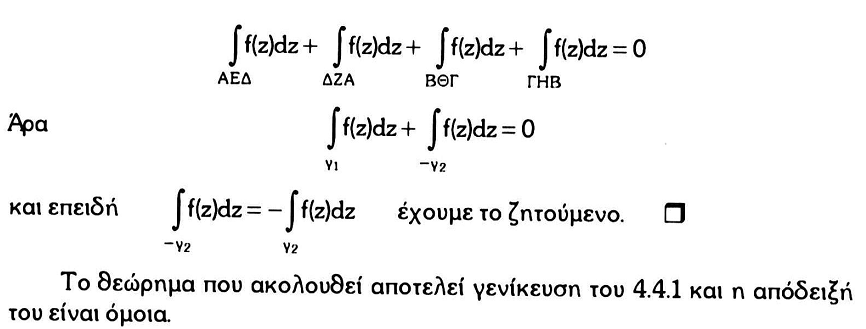 ∫f(z)dz + ∫f(z)dz + ∫f(z)dz + ∫f(z)dz = 0
ΑΕΔ ΔΖΑ ΒΘΓ ΓΗΒ
Άρα ∫f(z)dz + ∫f(z)dz = 0
γ1 −γ2
και επειδή ∫f(z)dz = −∫f(z)dz έχουμε το ζητούμενο. ❒
−γ2 γ2
Το θεώρημα που ακολουθεί αποτελεί γενίκευση του 4.4.1 και η απόδειξή
του είναι όμοια.